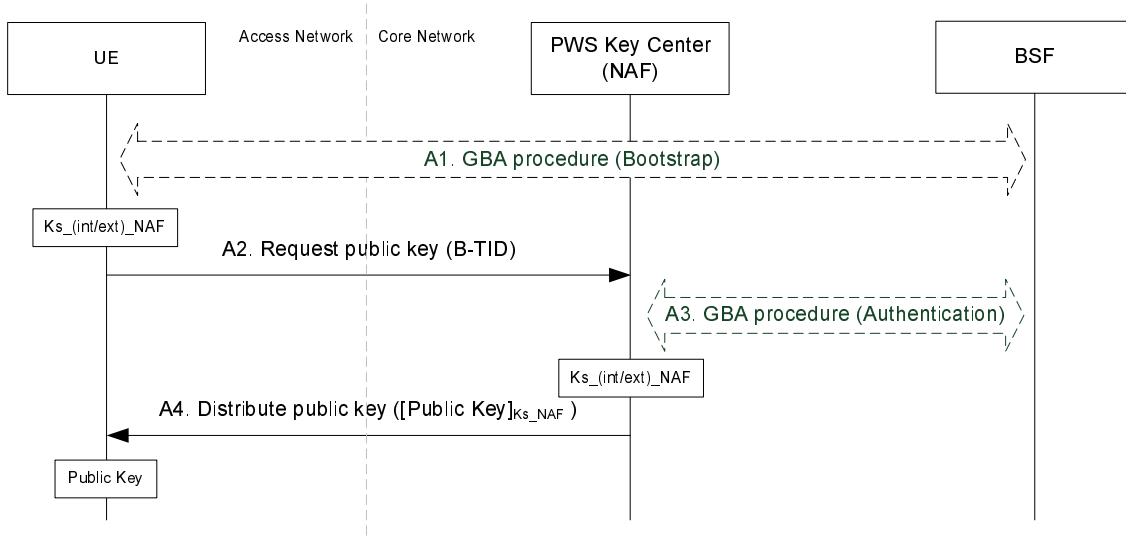 Access Network
Core Network
UE
PWS Key Center
(NAF)
BSF
A1. GBA procedure (Bootstrap)
Ks_(int/ext)_NAF
A2. Request public key (B-TID)
A3. GBA procedure (Authentication)
Ks_(int/ext)_NAF
A4. Distribute public key ([Public Key]Ks_NAF )
Public Key